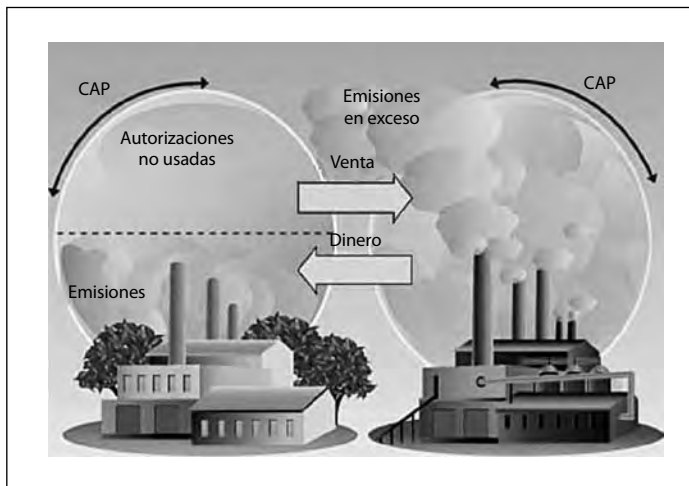 CAP
Autorizaciones
no usadas
Emisiones
en exceso
CAP
Venta
Dinero
Emisiones